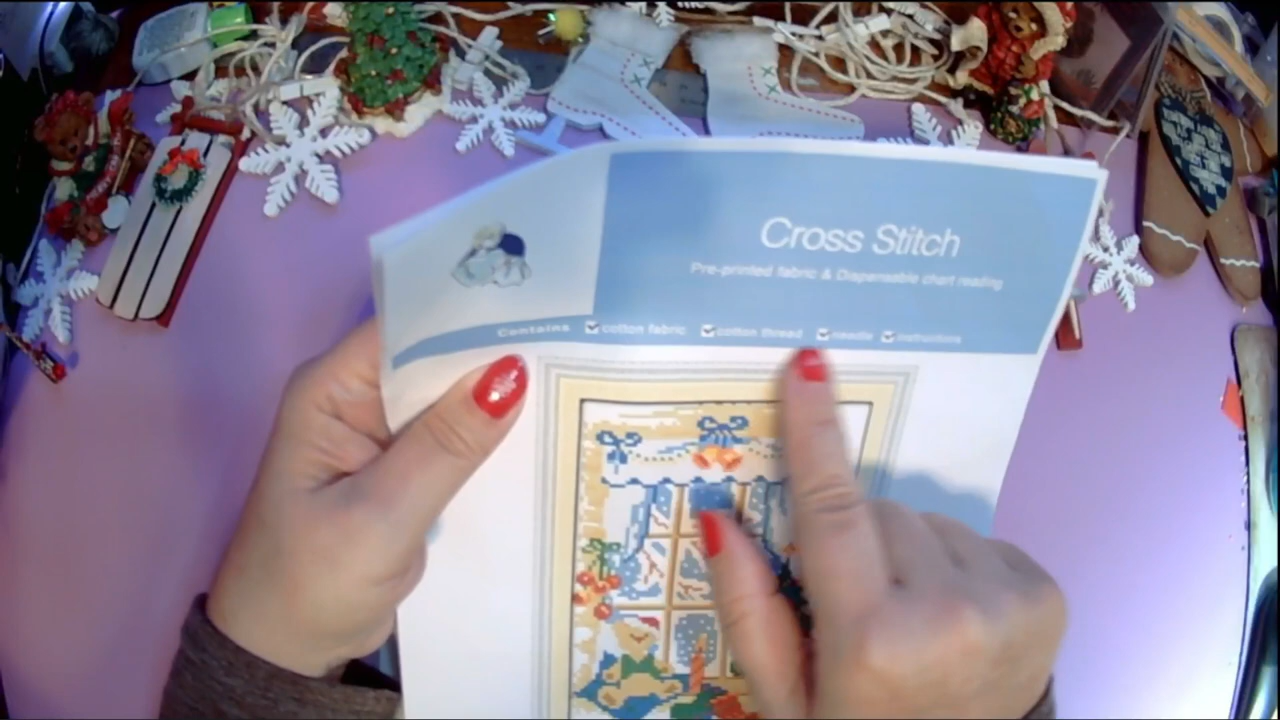 Cross Stitch
Pre-printed fabric & Dispensable chart reading
Contains cotton fabric cotton thread needle instructions